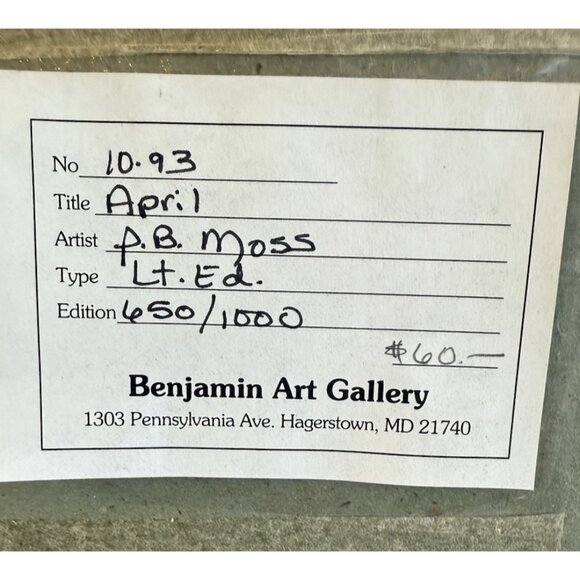 No 10.93
Title April
Artist P.B. Moss
Type Lt. Ed.
Edition 650/1000
$60.—
Benjamin Art Gallery
1303 Pennsylvania Ave. Hagerstown, MD 21740